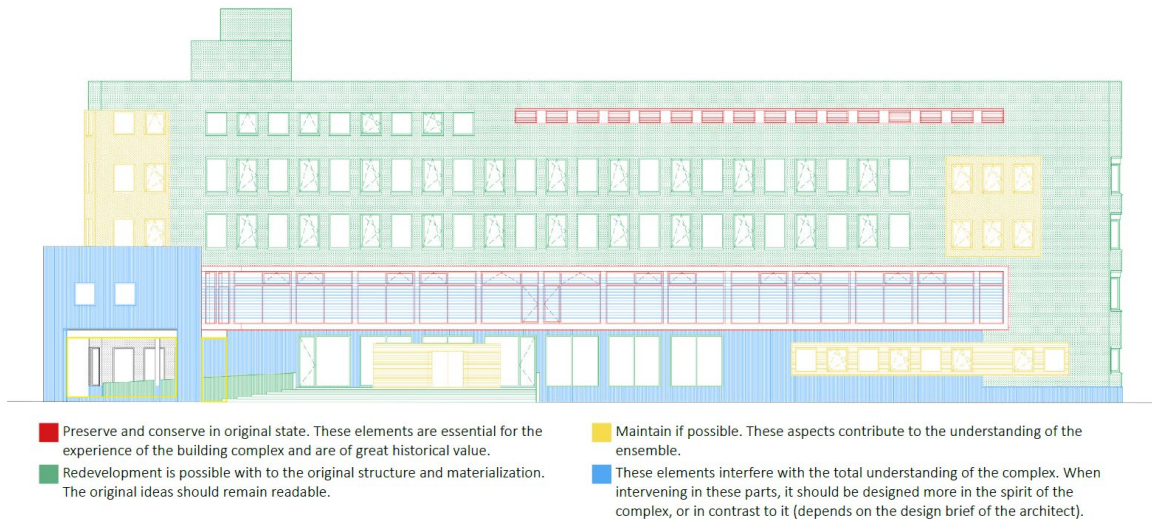 Preserve and conserve in original state. These elements are essential for the
experience of the building complex and are of great historical value.
Redevelopment is possible with to the original structure and materialization.
The original ideas should remain readable.
Maintain if possible. These aspects contribute to the understanding of the
ensemble.
These elements interfere with the total understanding of the complex. When
intervening in these parts, it should be designed more in the spirit of the
complex, or in contrast to it (depends on the design brief of the architect).